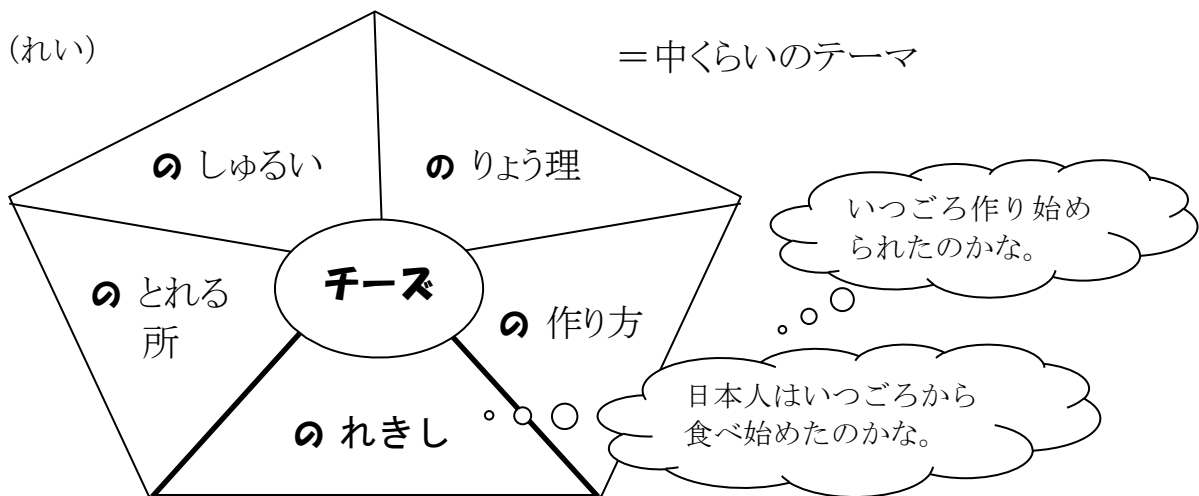 (れい)
＝中くらいのテーマ
の しゅるい
の りょう理
いつごろ作り始め
られたのかな。
チーズ
の とれる
所
の 作り方
日本人はいつごろから
食べ始めたのかな。
の れきし